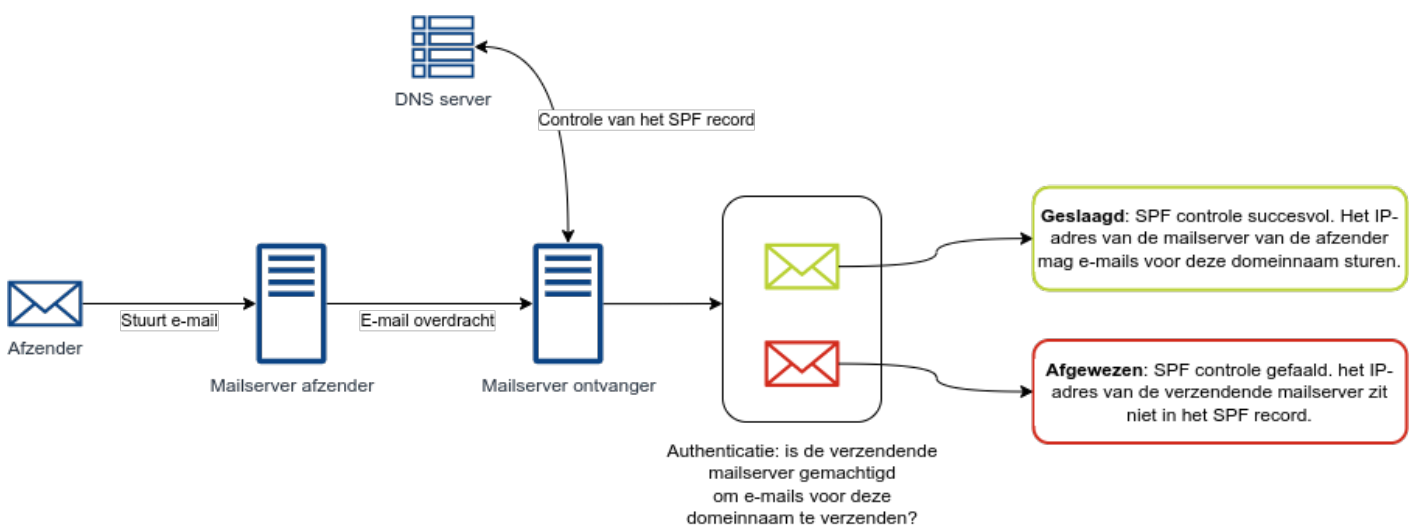 DNS server
Controle van het SPF record
Afzender
Stuurt e-mail
Mailserver afzender
E-mail overdracht
Mailserver ontvanger
Authenticatie: is de verzendende
mailserver gemachtigd
om e-mails voor deze
domeinnaam te verzenden?
Geslaagd: SPF controle succesvol. Het IP-
adres van de mailserver van de afzender
mag e-mails voor deze domeinnaam sturen.
Afgewezen: SPF controle gefaald. het IP-
adres van de verzendende mailserver zit
niet in het SPF record.